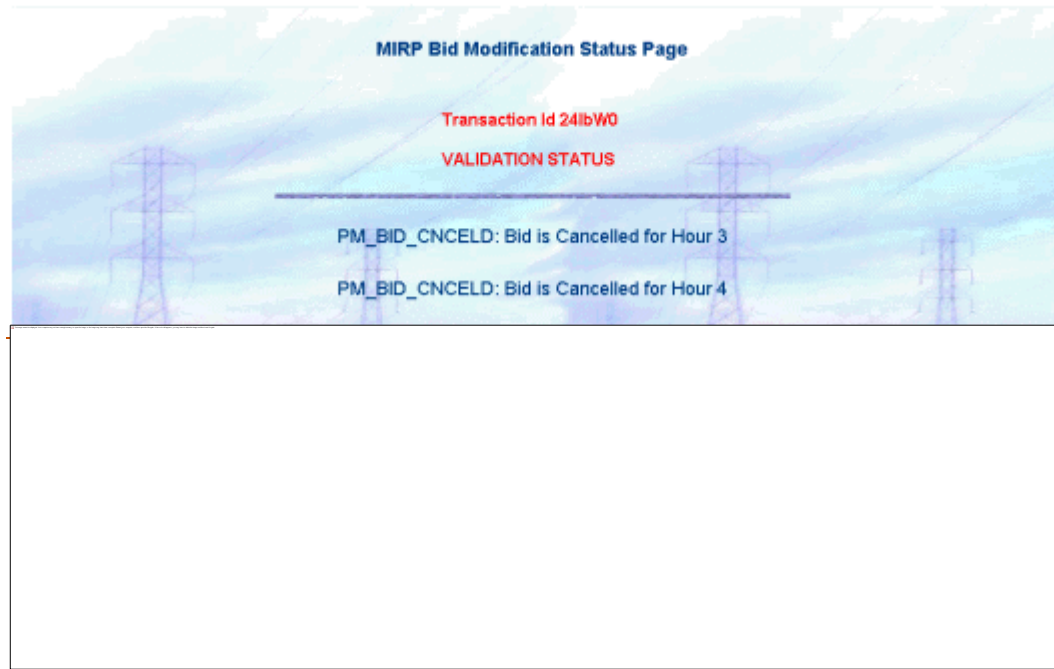 MIRP Bid Modification Status Page
Transaction Id 24IbW0
VALIDATION STATUS
PM_BID_CNCELD: Bid is Cancelled for Hour 3
PM_BID_CNCELD: Bid is Cancelled for Hour 4